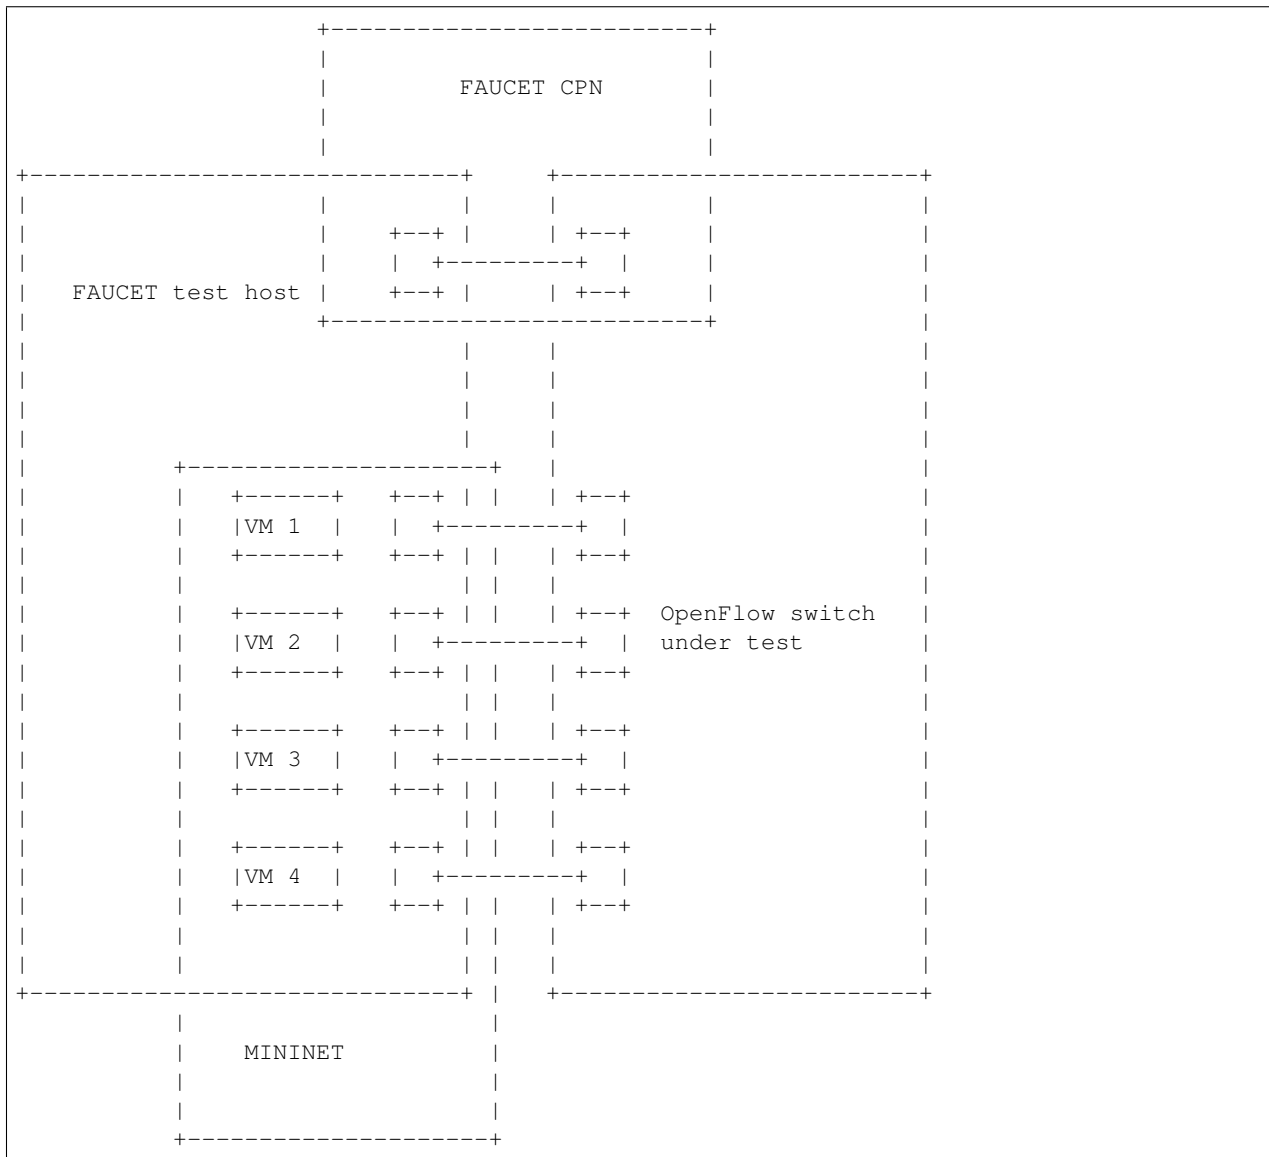 FAUCET CPN
FAUCET test host
VM 1
OpenFlow switch
VM 2
under test
VM 3
VM 4
MININET